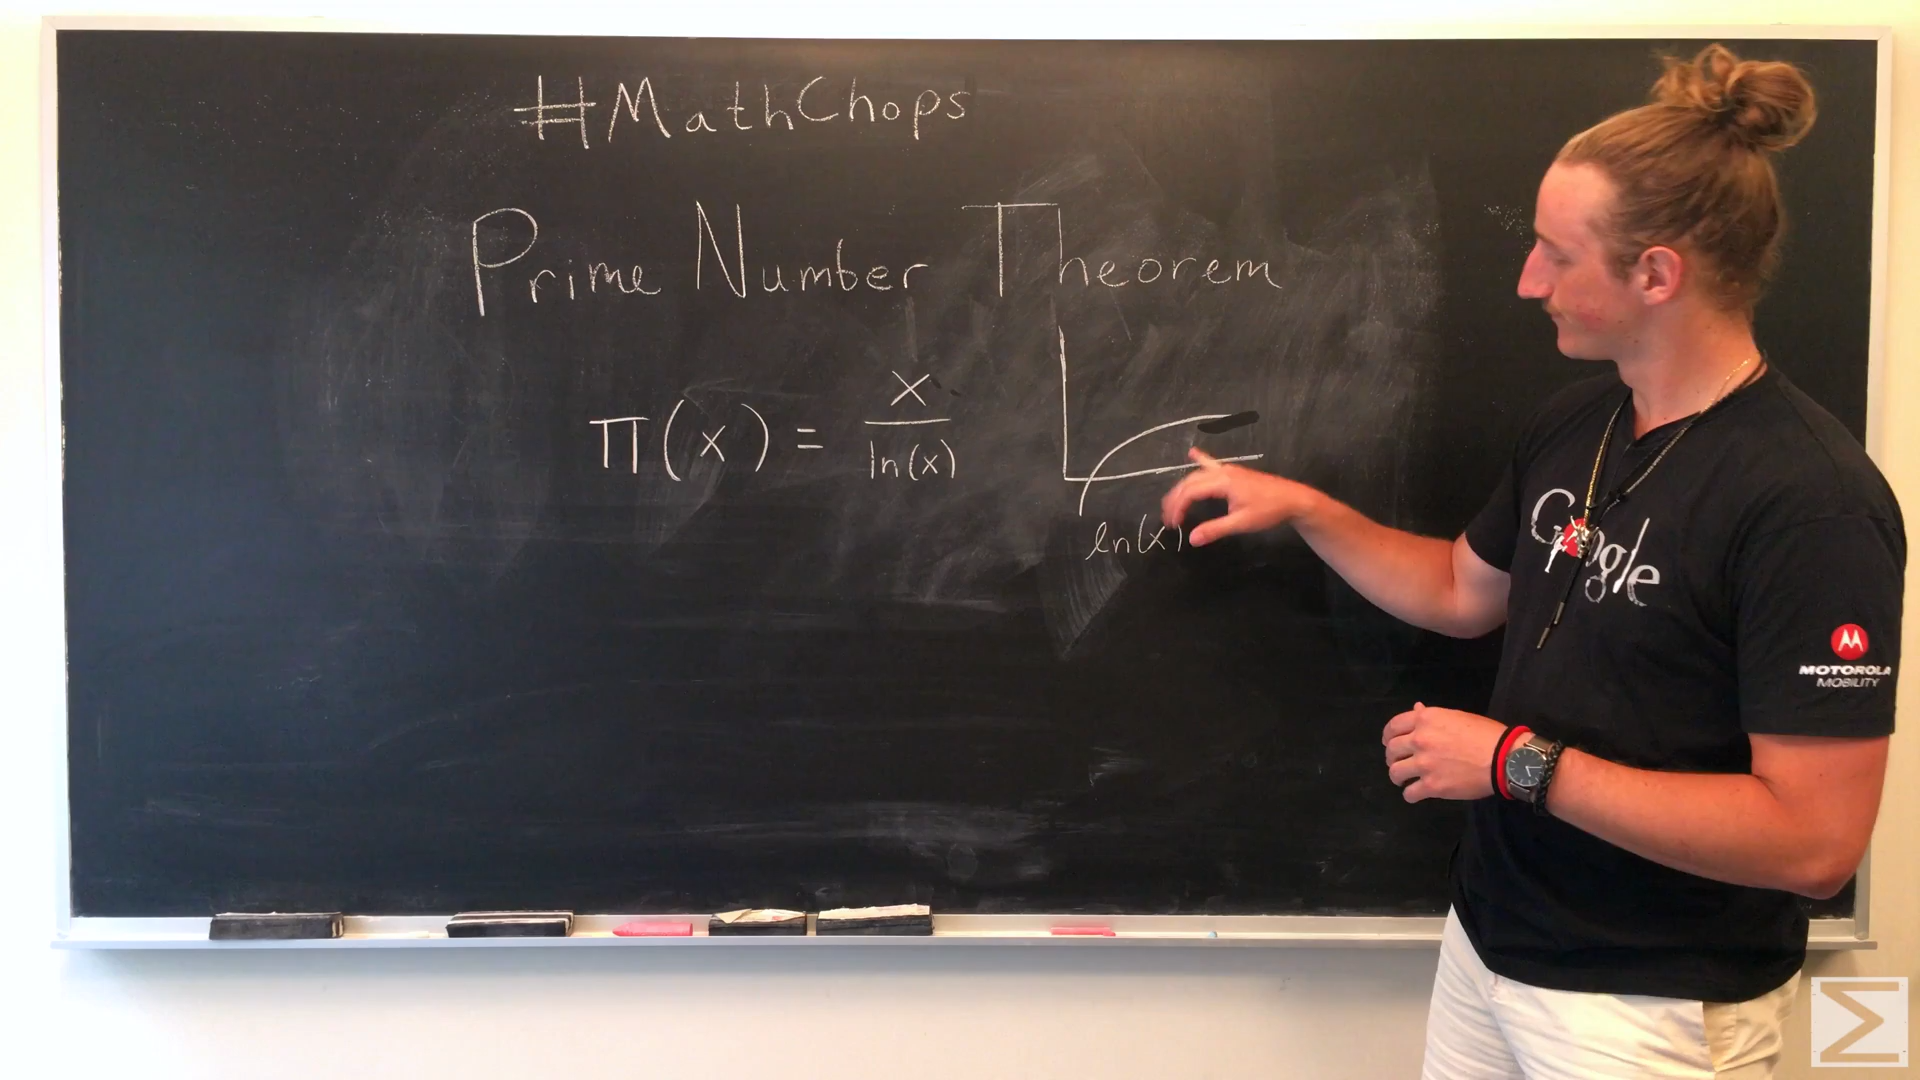 #MathChops
Prime Number Theorem
π(x) = x / ln(x)
ln(x)
Google
MOTOROLA
MOBILITY